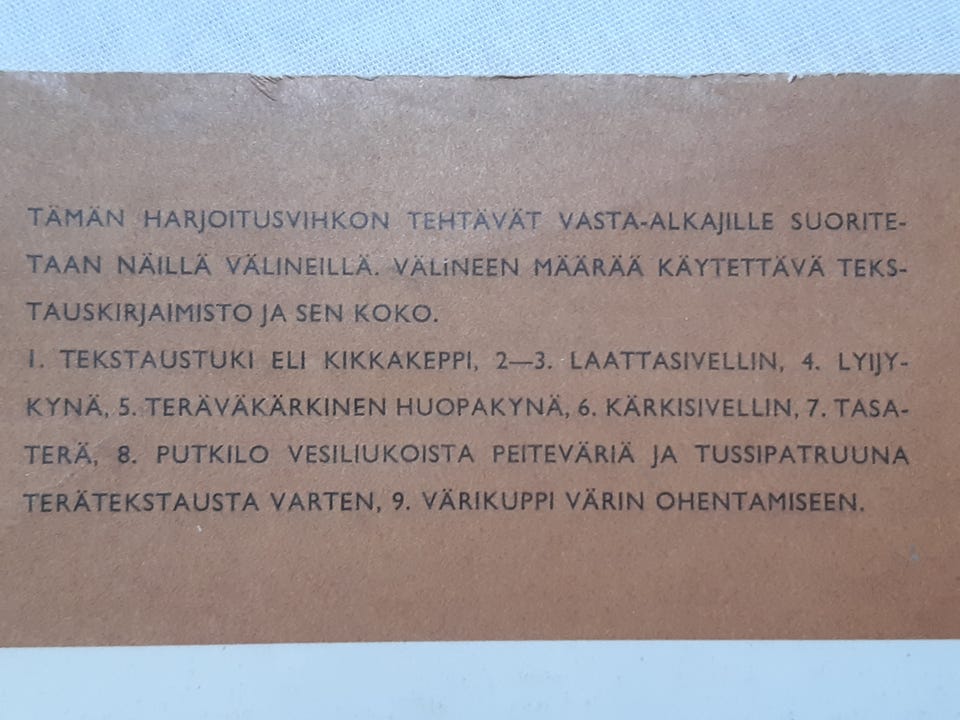 TÄMÄN HARJOITUSVIHKON TEHTÄVÄT VASTA-ALKAJILLE SUORITE-
TAAN NÄILLÄ VÄLINEILLÄ. VÄLINEEN MÄÄRÄÄ KÄYTETTÄVÄ TEKS-
TAUSKIRJAIMISTO JA SEN KOKO.
1. TEKSTAUSTUKI ELI KIKKAKEPPI, 2—3. LAATTASIVELLIN, 4. LYIJY-
KYNÄ, 5. TERÄVÄKÄRKINEN HUOPAKYNÄ, 6. KÄRKISIVELLIN, 7. TASA-
TERÄ, 8. PUTKILO VESILIUKOISTA PEITEVÄRIÄ JA TUSSIPATRUUNA
TERÄTEKSTAUSTA VARTEN, 9. VÄRIKUPPI VÄRIN OHENTAMISEEN.